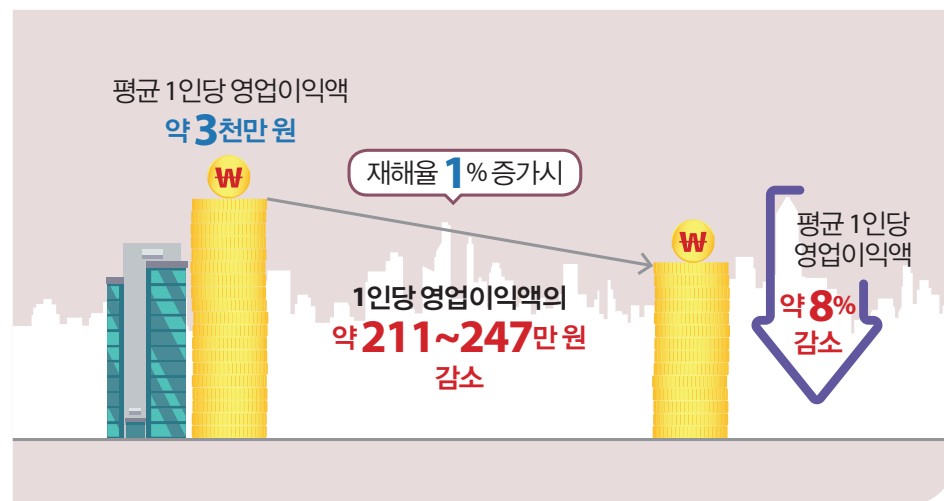 평균 1인당 영업이익액
약 3천만 원
₩
재해율 1% 증가시
₩
1인당 영업이익액의
약 211~247만 원
감소
평균 1인당
영업이익액
약 8%
감소